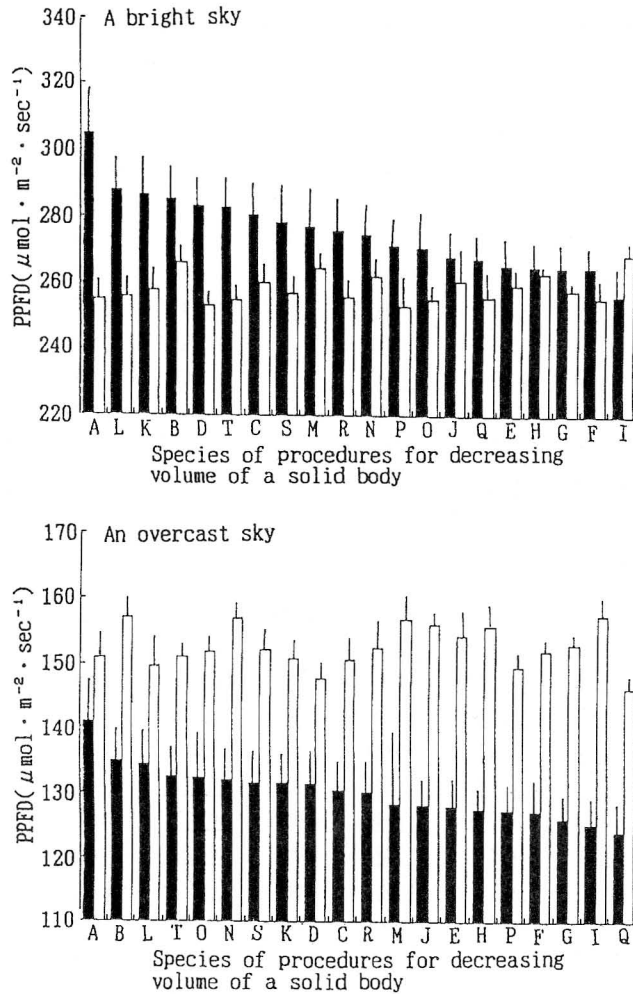 A bright sky
340
320
300
280
260
240
220
PPFD(μmol・m⁻²・sec⁻¹)
A L K B D T C S M R N P O J Q E H G F I
Species of procedures for decreasing
volume of a solid body
An overcast sky
170
160
150
140
130
120
110
PPFD(μmol・m⁻²・sec⁻¹)
A B L T O N S K D C R M J E H P F G I Q
Species of procedures for decreasing
volume of a solid body